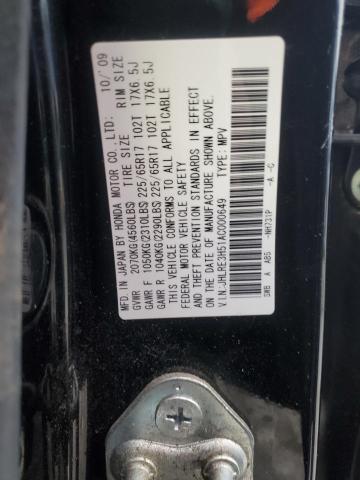 MFD. IN JAPAN BY HONDA MOTOR CO., LTD. 10/'09
GVWR 2070KG(4560LBS) TIRE SIZE RIM SIZE
GAWR F 1050KG(2310LBS) 225/65R17 102T 17X6.5J
GAWR R 1040KG(2290LBS) 225/65R17 102T 17X6.5J
THIS VEHICLE CONFORMS TO ALL APPLICABLE
FEDERAL MOTOR VEHICLE SAFETY
AND THEFT PREVENTION STANDARDS IN EFFECT
ON THE DATE OF MANUFACTURE SHOWN ABOVE.
V.I.N:JHLRE3H51AC000649 TYPE: MPV
SWB A ABS -NH731P -A -C